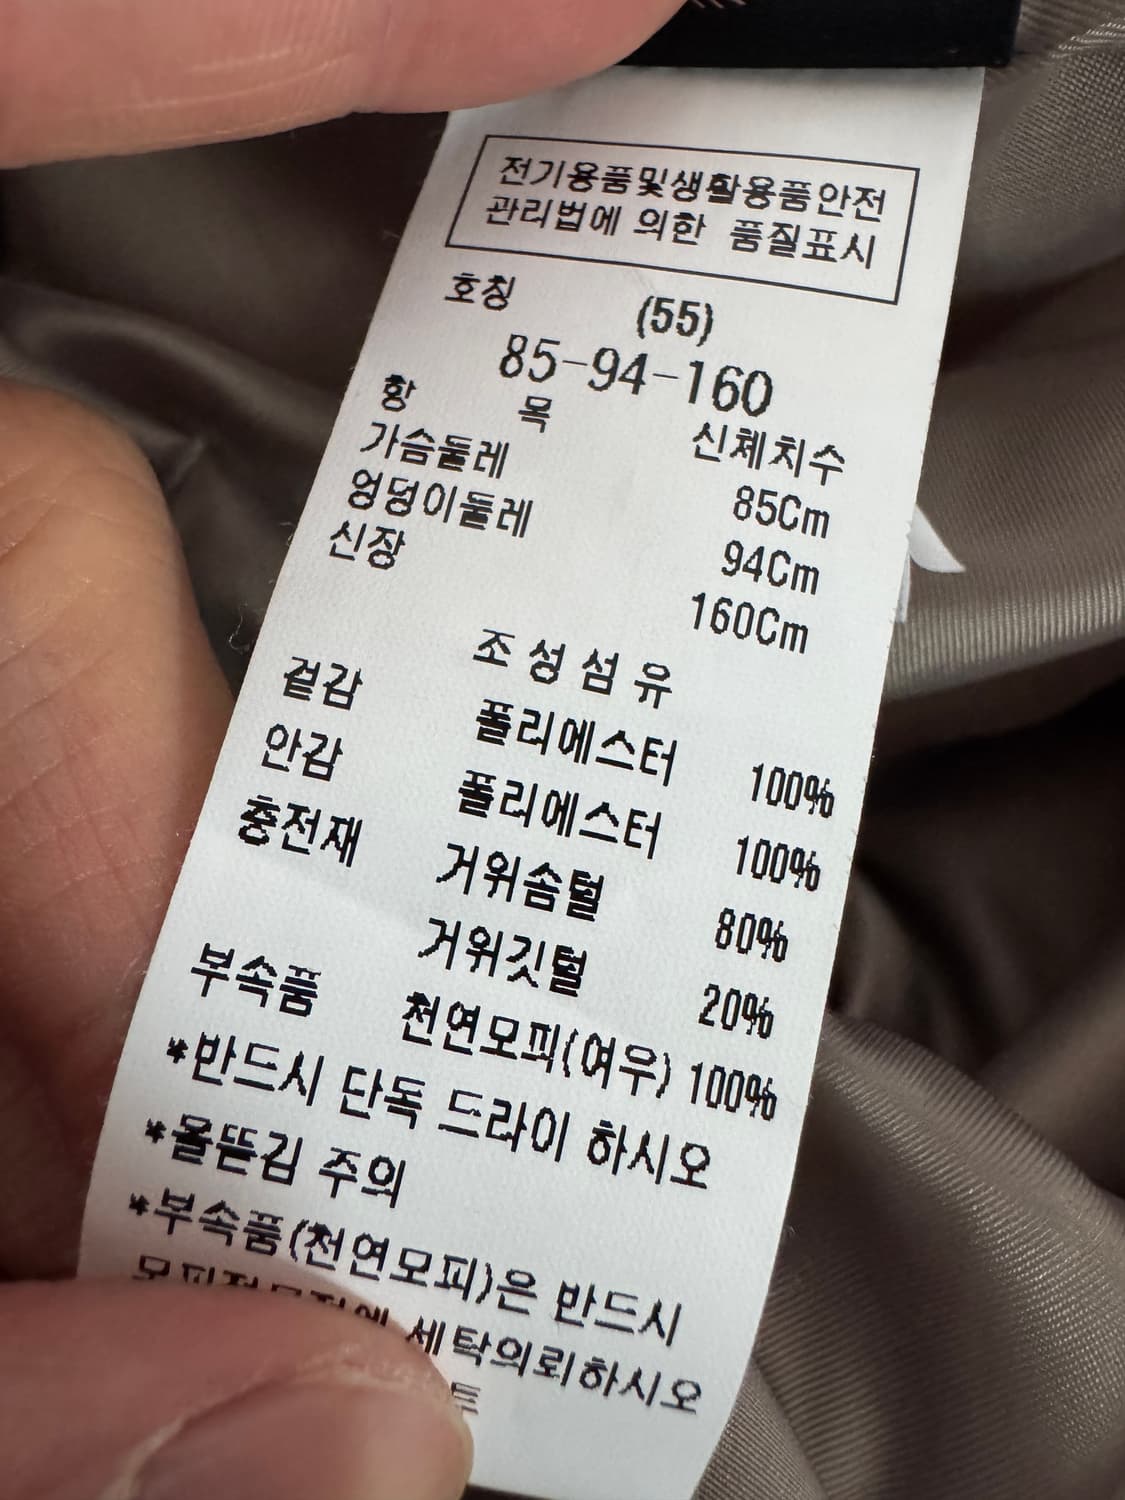 전기용품및생활용품안전
관리법에 의한 품질표시
호칭 (55)
85-94-160
항 목 신체치수
가슴둘레 85Cm
엉덩이둘레 94Cm
신장 160Cm
조성섬유
겉감 폴리에스터 100%
안감 폴리에스터 100%
충전재 거위솜털 80%
거위깃털 20%
부속품 천연모피(여우) 100%
*반드시 단독 드라이 하시오
*올뜯김 주의
*부속품(천연모피)은 반드시
모피전문점에 세탁의뢰하시오